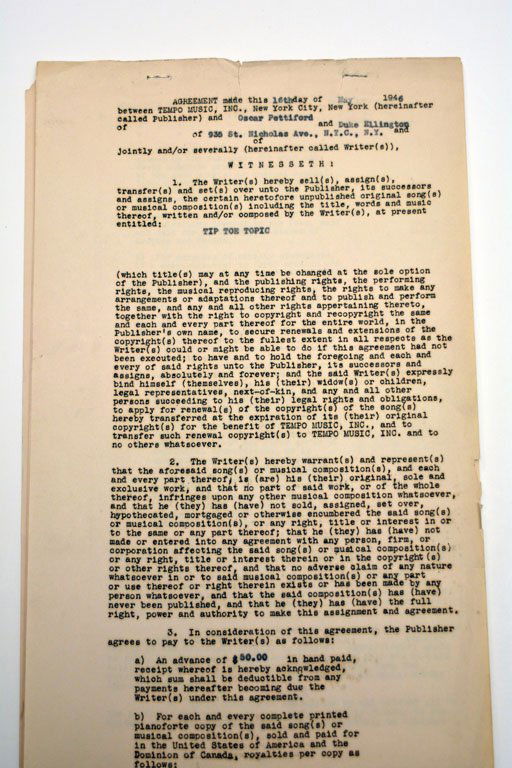 AGREEMENT made this 16thday of May 1946
between TEMPO MUSIC, INC., New York City, New York (hereinafter
called Publisher) and Oscar Pettiford
of and Duke Ellington
of 935 St. Nicholas Ave., N.Y.C., N.Y. and
of
jointly and/or severally (hereinafter called Writer(s)),
W I T N E S S E T H :
1. The Writer(s) hereby sell(s), assign(s),
transfer(s) and set(s) over unto the Publisher, its successors
and assigns, the certain heretofore unpublished original song(s)
or musical composition(s) including the title, words and music
thereof, written and/or composed by the Writer(s), at present
entitled:
TIP TOE TOPIC
(which title(s) may at any time be changed at the sole option
of the Publisher), and the publishing rights, the performing
rights, the musical reproducing rights, the rights to make any
arrangements or adaptations thereof and to publish and perform
the same, and any and all other rights appertaining thereto,
together with the right to copyright and recopyright the same
and each and every part thereof for the entire world, in the
Publisher's own name, to secure renewals and extensions of the
copyright(s) thereof to the fullest extent in all respects as the
Writer(s) could or might be able to do if this agreement had not
been executed; to have and to hold the foregoing and each and
every of said rights unto the Publisher, its successors and
assigns, absolutely and forever; and the said Writer(s) expressly
bind himself (themselves), his (their) widow(s) or children,
legal representatives, next-of-kin, and any and all other
persons succeeding to his (their) legal rights and obligations,
to apply for renewal(s) of the copyright(s) of the song(s)
hereby transferred at the expiration of its (their) original
copyright(s) for the benefit of TEMPO MUSIC, INC., and to
transfer such renewal copyright(s) to TEMPO MUSIC, INC. and to
no others whatsoever.
2. The Writer(s) hereby warrant(s) and represent(s)
that the aforesaid song(s) or musical composition(s), and each
and every part thereof, is (are) his (their), original, sole and
exclusive work, and that no part of said work, or of the whole
thereof, infringes upon any other musical composition whatsoever,
and that he (they) has (have) not sold, assigned, set over,
hypothecated, mortgaged or otherwise enumbered the said song(s)
or musical composition(s), or any right, title or interest in or
to the same or any part thereof; that he (they) has (have) not
made or entered into any agreement with any person, firm, or
corporation affecting the said song(s) or musical composition(s)
or any right, title or interest therein or in the copyright(s)
or other rights thereof, and that no adverse claim of any nature
whatsoever in or to said musical composition(s) or any part
or use thereof or right therein exists or has been made by any
person whatsoever, and that the said composition(s) has (have)
never been published, and that he (they) has (have) the full
right, power and authority to make this assignment and agreement.
3. In consideration of this agreement, the Publisher
agrees to pay to the Writer(s) as follows:
a) An advance of $50.00 in hand paid,
receipt whereof is hereby acknowledged,
which sum shall be deductible from any
payments hereafter becoming due the
Writer(s) under this agreement.
b) For each and every complete printed
pianoforte copy of the said song(s) or
musical composition(s), sold and paid for
in the United States of America and the
Dominion of Canada, royalties per copy as
follows: